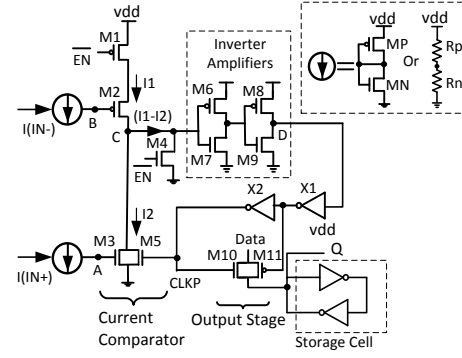 vdd
M1
EN
M2
I1
I(IN-)
B
C
(I1-I2)
M4
EN
Inverter
Amplifiers
M6
M8
M7
M9
D
vdd
MP
MN
Or
Rp
Rn
X2
X1
vdd
I2
M3
M5
I(IN+)
A
CLKP
Data
M10
M11
Q
Current
Comparator
Output Stage
Storage Cell